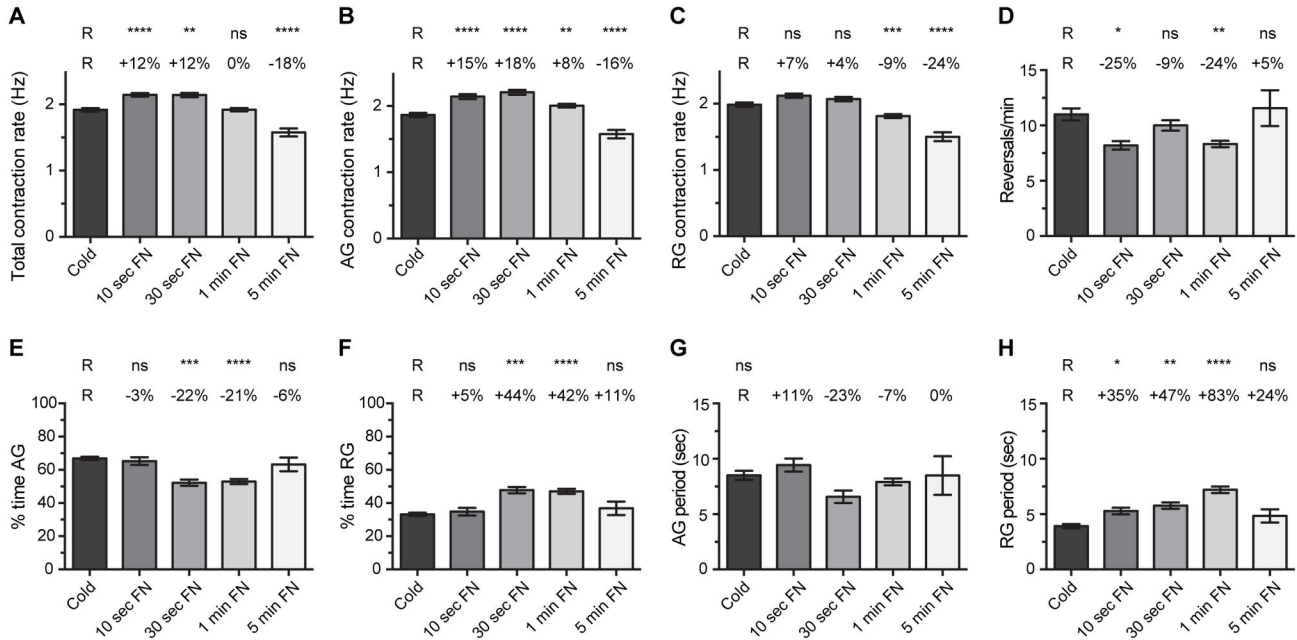 A
R **** ** ns ****
R +12% +12% 0% -18%
Total contraction rate (Hz)
2
1
0
Cold
10 sec FN
30 sec FN
1 min FN
5 min FN
B
R **** **** ** ****
R +15% +18% +8% -16%
AG contraction rate (Hz)
2
1
0
Cold
10 sec FN
30 sec FN
1 min FN
5 min FN
C
R ns ns *** ****
R +7% +4% -9% -24%
RG contraction rate (Hz)
2
1
0
Cold
10 sec FN
30 sec FN
1 min FN
5 min FN
D
R * ns ** ns
R -25% -9% -24% +5%
Reversals/min
15
10
5
0
Cold
10 sec FN
30 sec FN
1 min FN
5 min FN
E
R ns *** **** ns
R -3% -22% -21% -6%
% time AG
100
80
60
40
20
0
Cold
10 sec FN
30 sec FN
1 min FN
5 min FN
F
R ns *** **** ns
R +5% +44% +42% +11%
% time RG
100
80
60
40
20
0
Cold
10 sec FN
30 sec FN
1 min FN
5 min FN
G
ns
R +11% -23% -7% 0%
AG period (sec)
15
10
5
0
Cold
10 sec FN
30 sec FN
1 min FN
5 min FN
H
R * ** **** ns
R +35% +47% +83% +24%
RG period (sec)
15
10
5
0
Cold
10 sec FN
30 sec FN
1 min FN
5 min FN